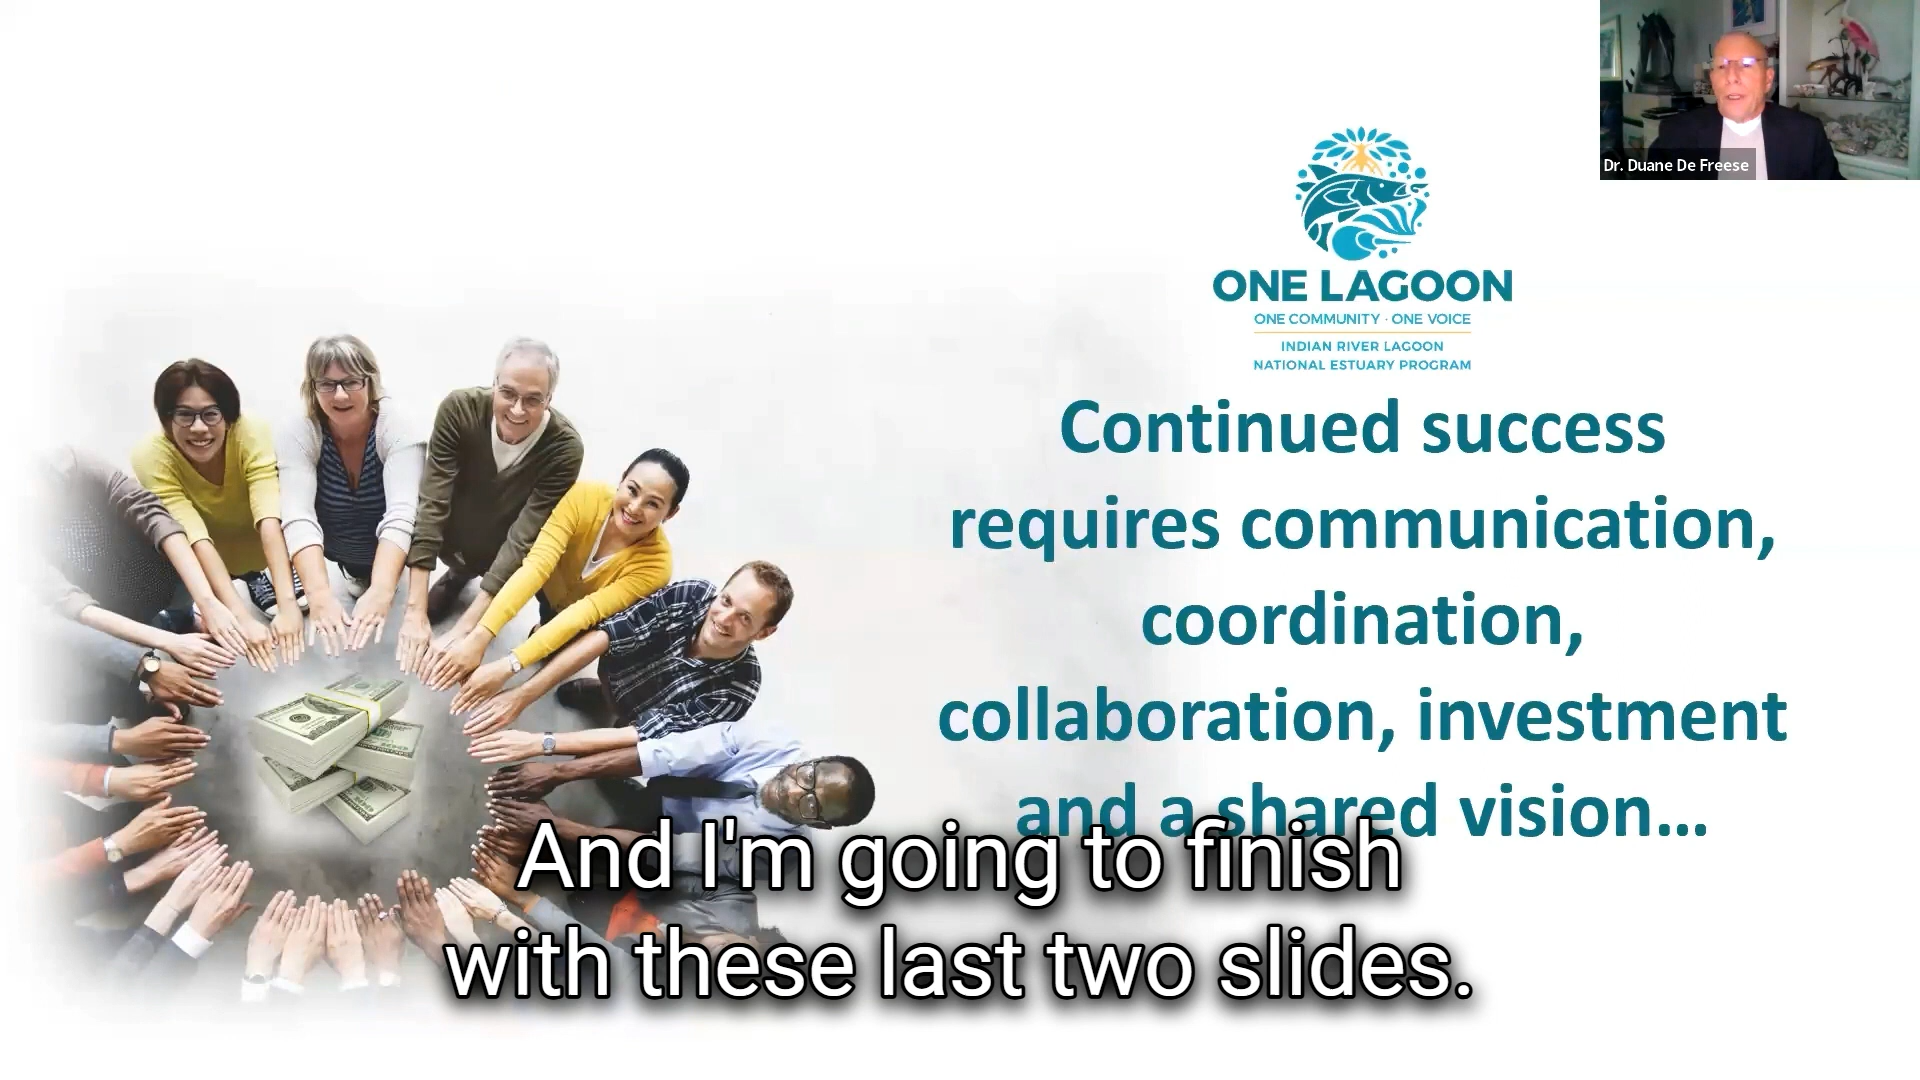 Dr. Duane De Freese
ONE LAGOON
ONE COMMUNITY · ONE VOICE
INDIAN RIVER LAGOON
NATIONAL ESTUARY PROGRAM
Continued success
requires communication,
coordination,
collaboration, investment
and a shared vision...
And I'm going to finish
with these last two slides.